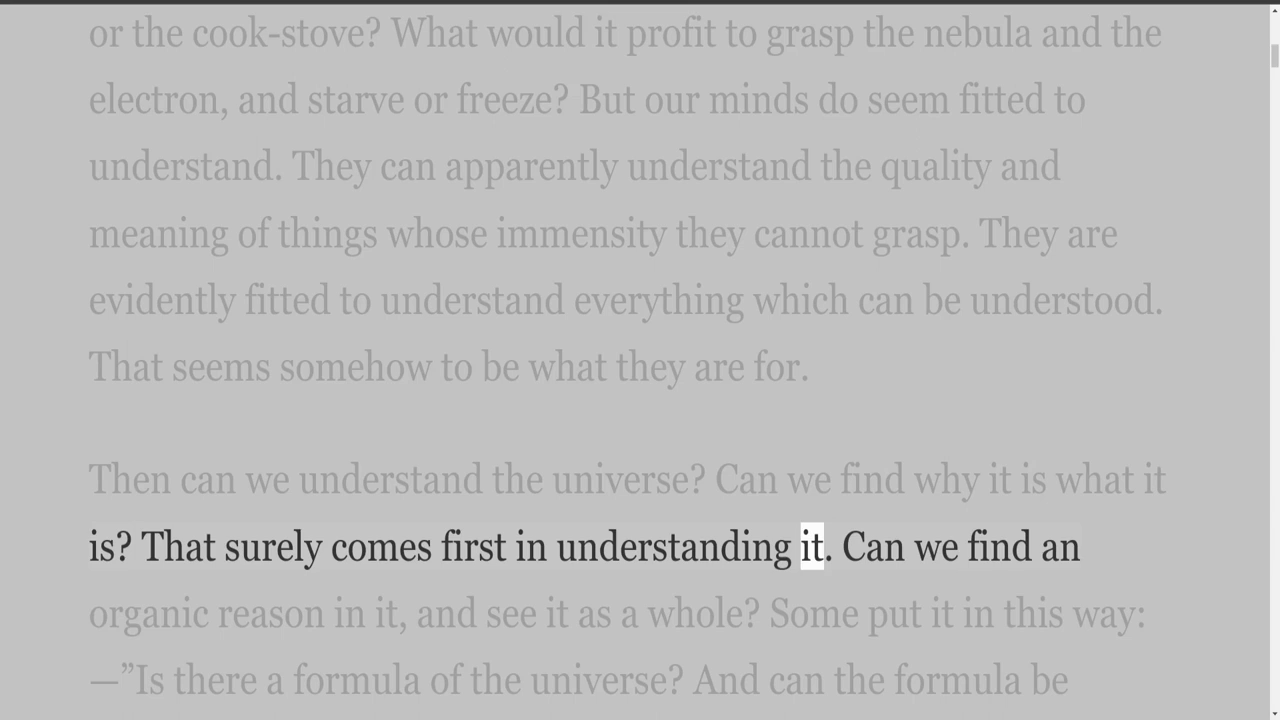 or the cook-stove? What would it profit to grasp the nebula and the
electron, and starve or freeze? But our minds do seem fitted to
understand. They can apparently understand the quality and
meaning of things whose immensity they cannot grasp. They are
evidently fitted to understand everything which can be understood.
That seems somehow to be what they are for.
Then can we understand the universe? Can we find why it is what it
is? That surely comes first in understanding it. Can we find an
organic reason in it, and see it as a whole? Some put it in this way:
—”Is there a formula of the universe? And can the formula be